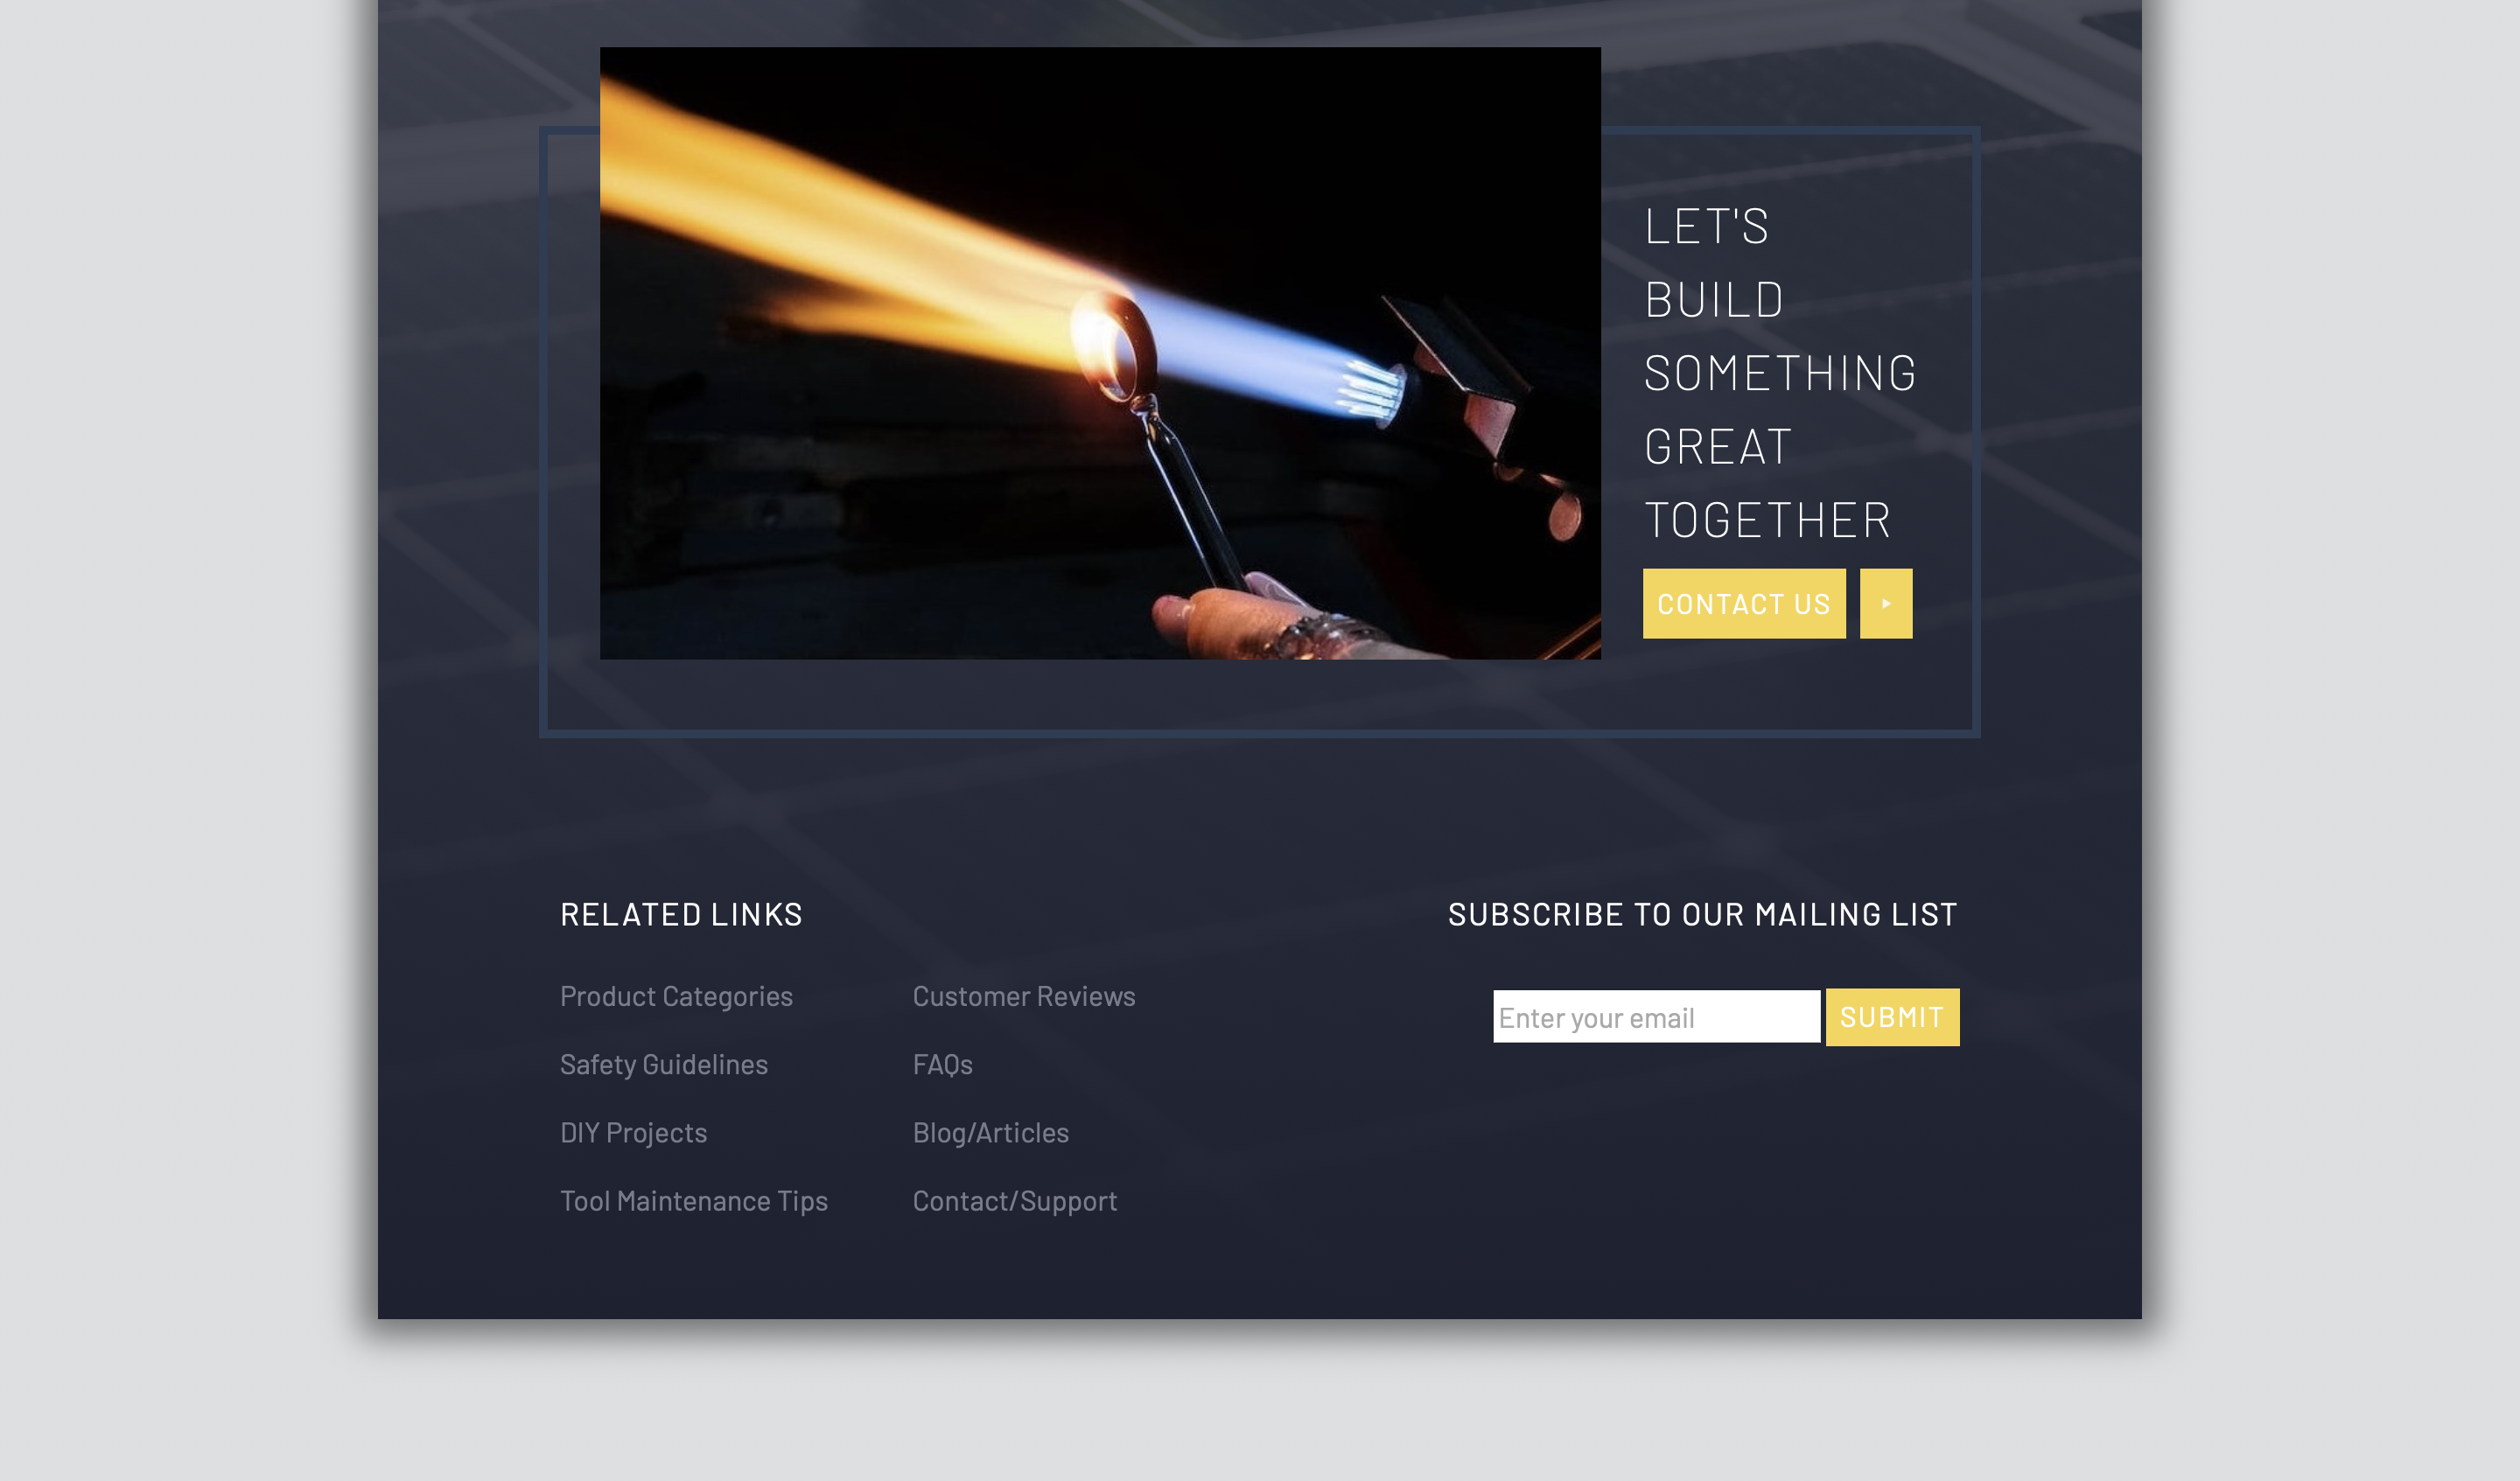 LET'S
BUILD
SOMETHING
GREAT
TOGETHER
CONTACT US
RELATED LINKS
Product Categories
Safety Guidelines
DIY Projects
Tool Maintenance Tips
Customer Reviews
FAQs
Blog/Articles
Contact/Support
SUBSCRIBE TO OUR MAILING LIST
Enter your email
SUBMIT